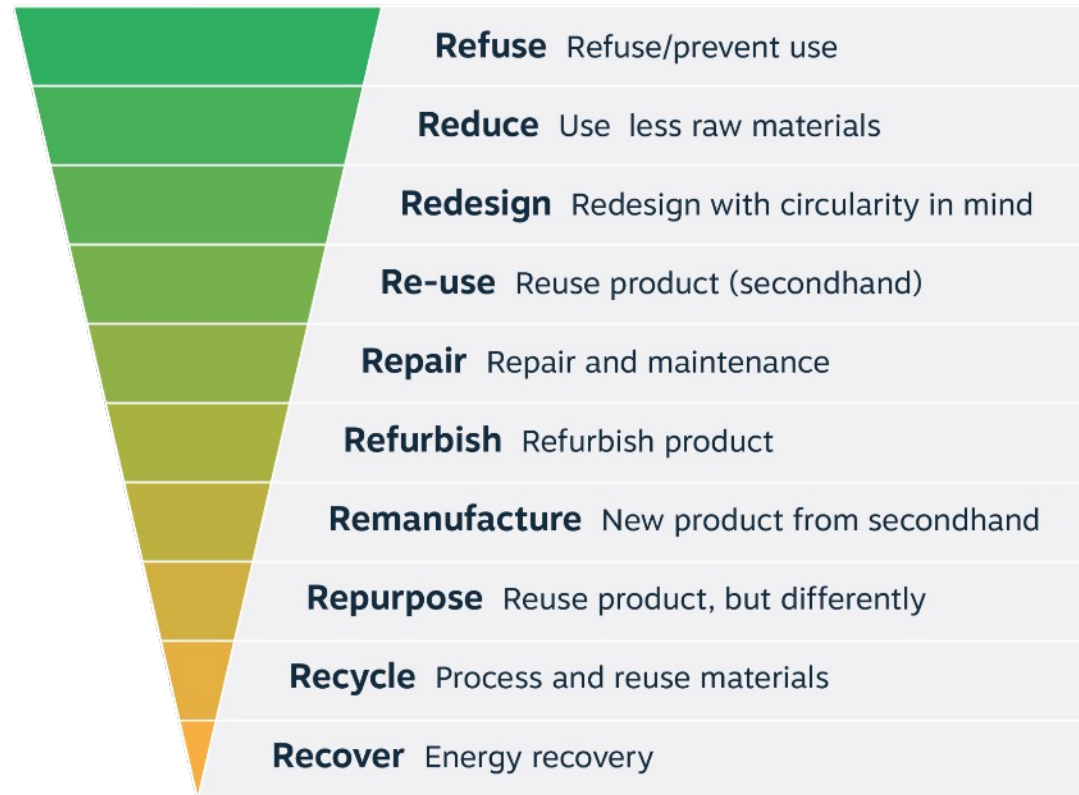 Refuse Refuse/prevent use
Reduce Use less raw materials
Redesign Redesign with circularity in mind
Re-use Reuse product (secondhand)
Repair Repair and maintenance
Refurbish Refurbish product
Remanufacture New product from secondhand
Repurpose Reuse product, but differently
Recycle Process and reuse materials
Recover Energy recovery